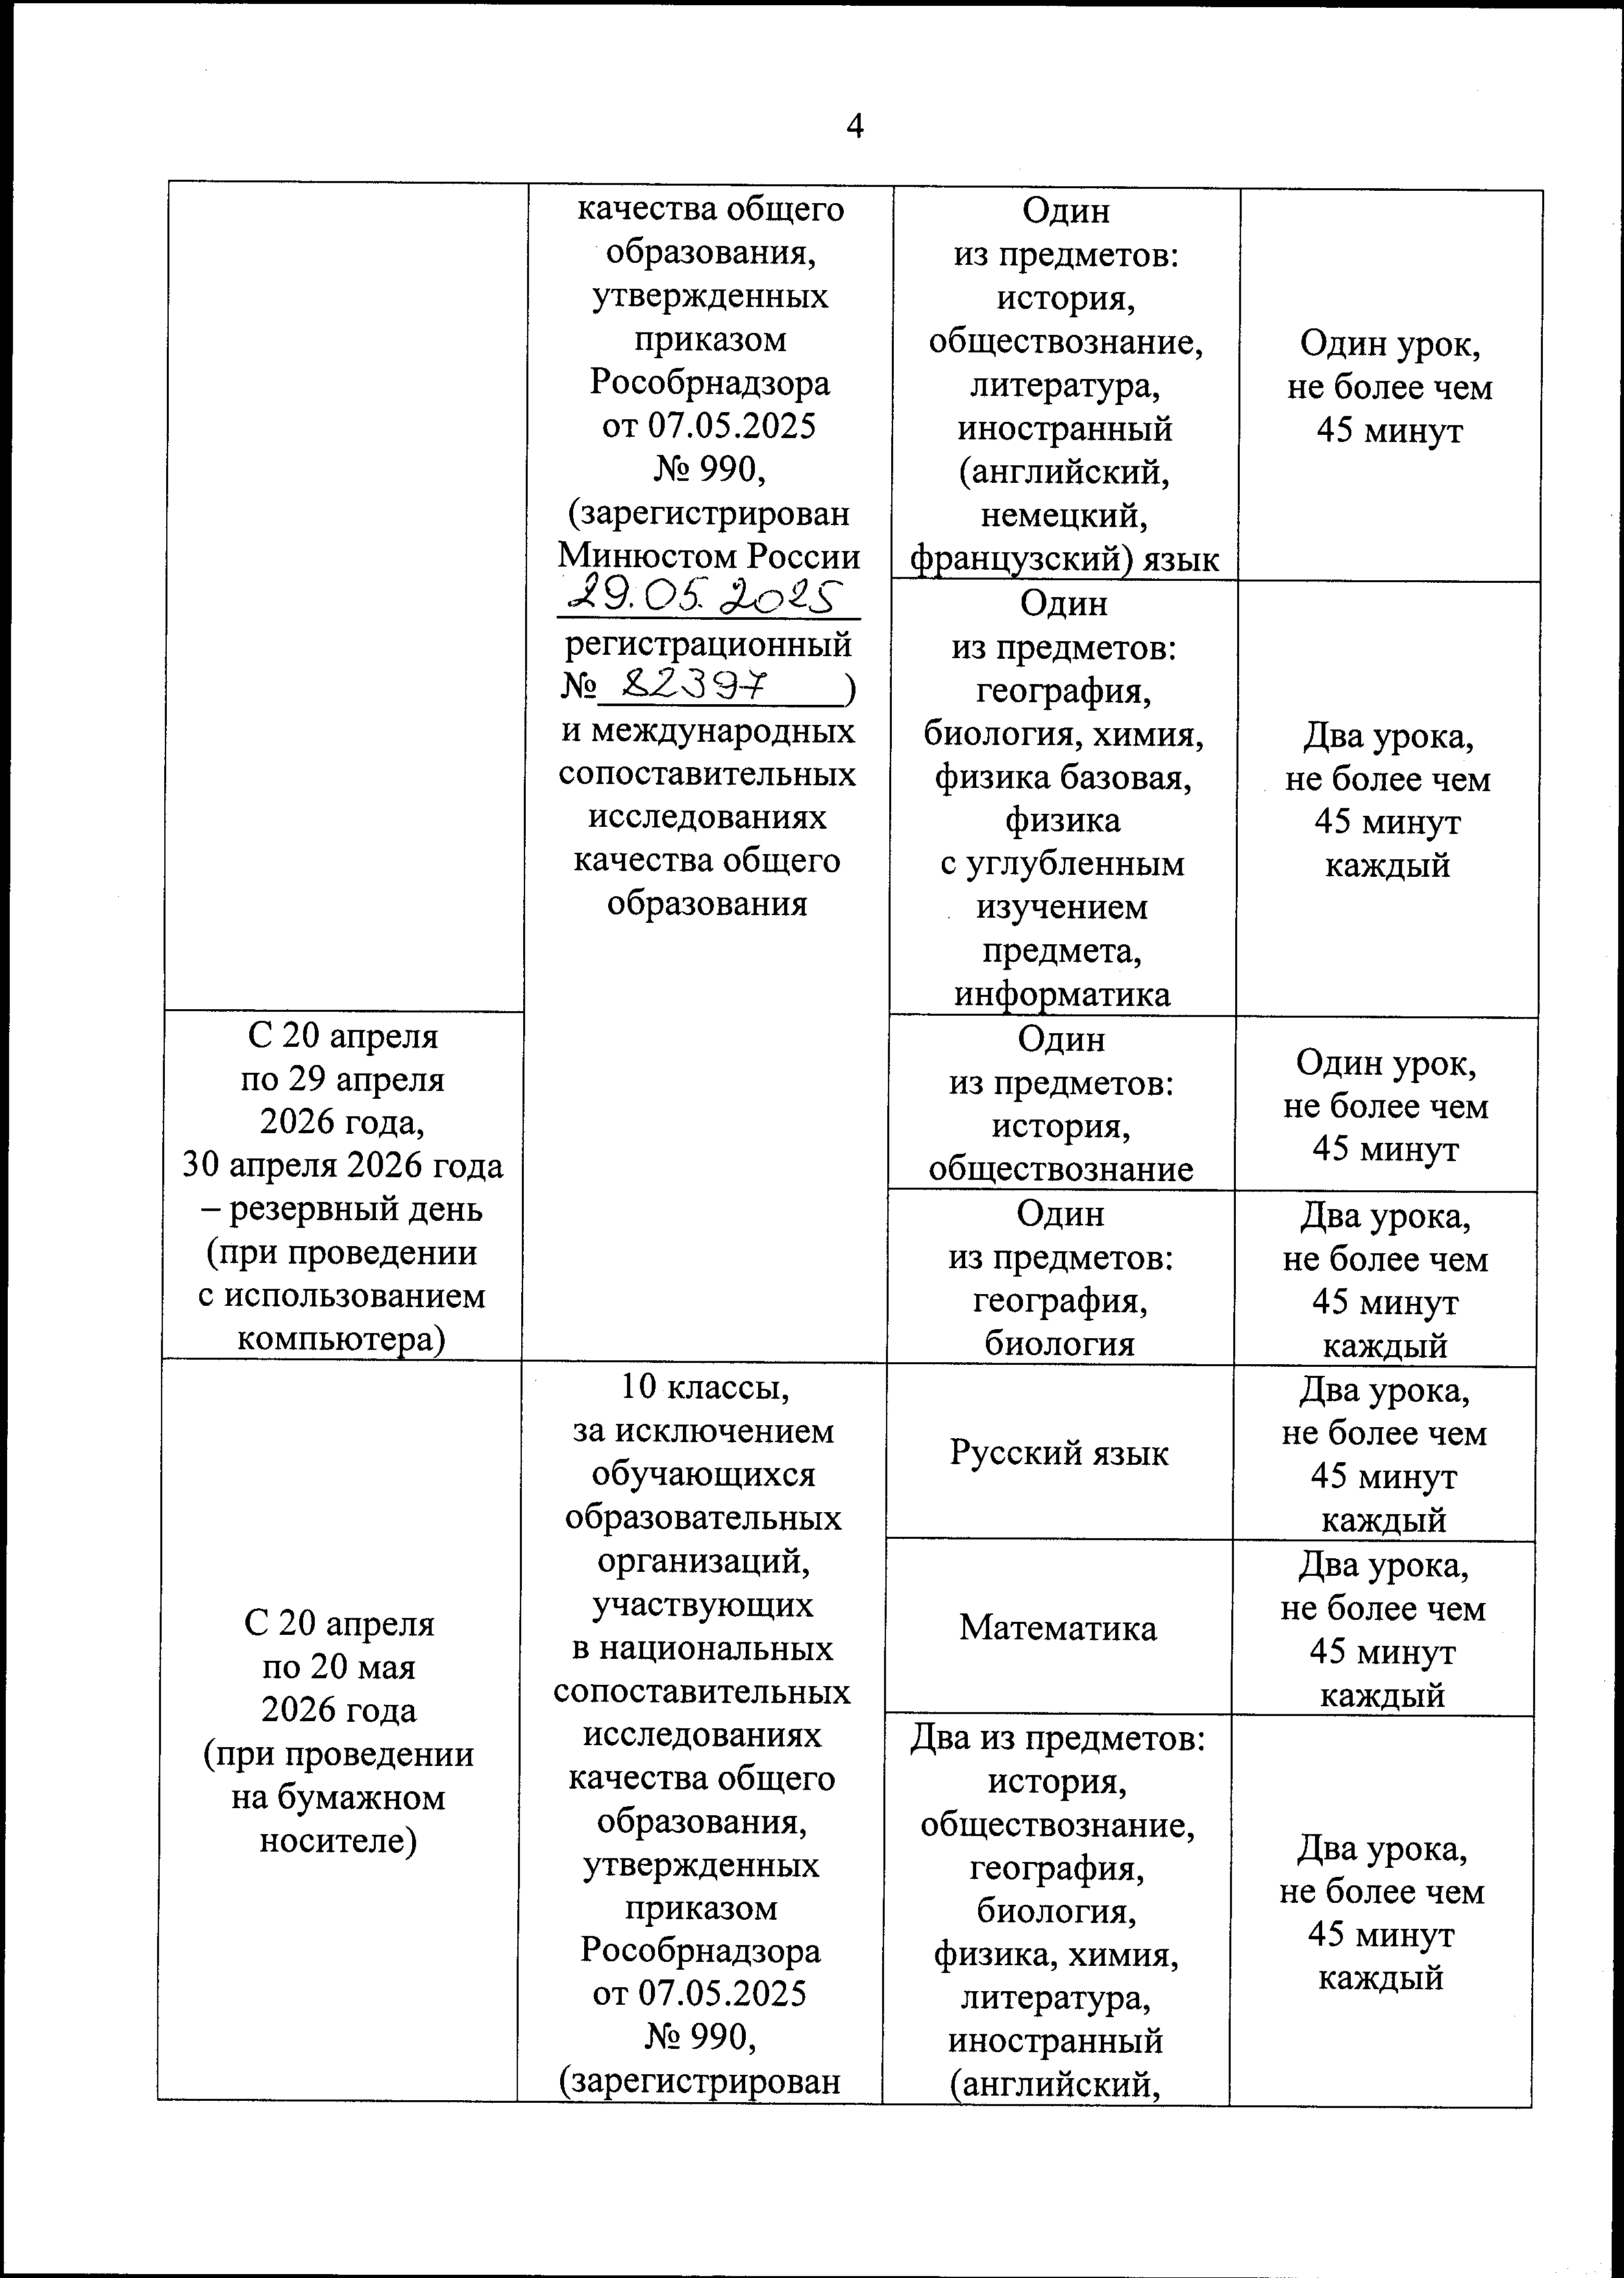 4
качества общего
образования,
утвержденных
приказом
Рособрнадзора
от 07.05.2025
№ 990,
(зарегистрирован
Минюстом России
29.05.2025
регистрационный
№ 82397 )
и международных
сопоставительных
исследованиях
качества общего
образования
Один
из предметов:
история,
обществознание,
литература,
иностранный
(английский,
немецкий,
французский) язык
Один урок,
не более чем
45 минут
Один
из предметов:
география,
биология, химия,
физика базовая,
физика
с углубленным
изучением
предмета,
информатика
Два урока,
не более чем
45 минут
каждый
С 20 апреля
по 29 апреля
2026 года,
30 апреля 2026 года
– резервный день
(при проведении
с использованием
компьютера)
Один
из предметов:
история,
обществознание
Один урок,
не более чем
45 минут
Один
из предметов:
география,
биология
Два урока,
не более чем
45 минут
каждый
С 20 апреля
по 20 мая
2026 года
(при проведении
на бумажном
носителе)
10 классы,
за исключением
обучающихся
образовательных
организаций,
участвующих
в национальных
сопоставительных
исследованиях
качества общего
образования,
утвержденных
приказом
Рособрнадзора
от 07.05.2025
№ 990,
(зарегистрирован
Русский язык
Два урока,
не более чем
45 минут
каждый
Математика
Два урока,
не более чем
45 минут
каждый
Два из предметов:
история,
обществознание,
география,
биология,
физика, химия,
литература,
иностранный
(английский,
Два урока,
не более чем
45 минут
каждый